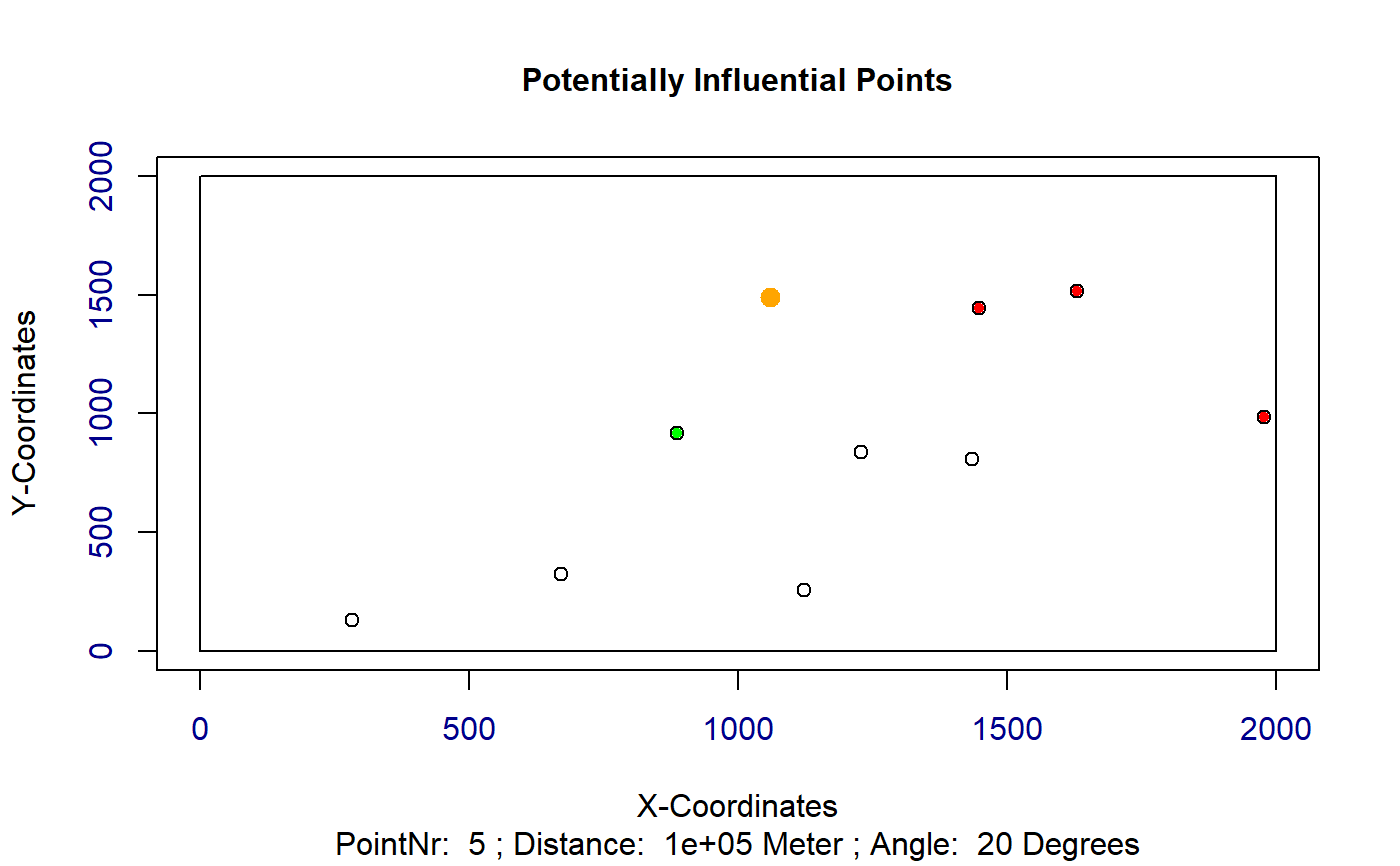 Potentially Influential Points
Y-Coordinates
2000
1500
1000
500
0
0 500 1000 1500 2000
X-Coordinates
PointNr:  5 ; Distance:  1e+05 Meter ; Angle:  20 Degrees